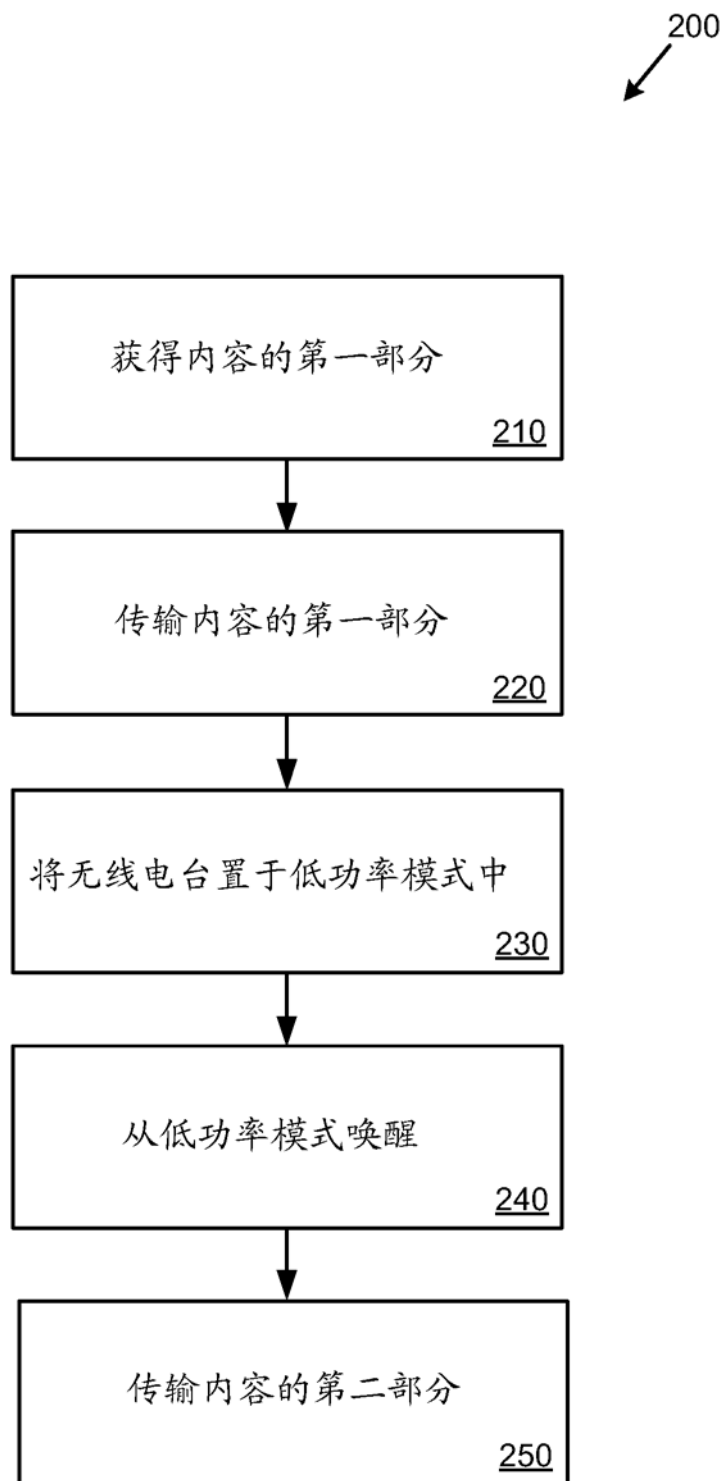 200
获得内容的第一部分
210
传输内容的第一部分
220
将无线电台置于低功率模式中
230
从低功率模式唤醒
240
传输内容的第二部分
250